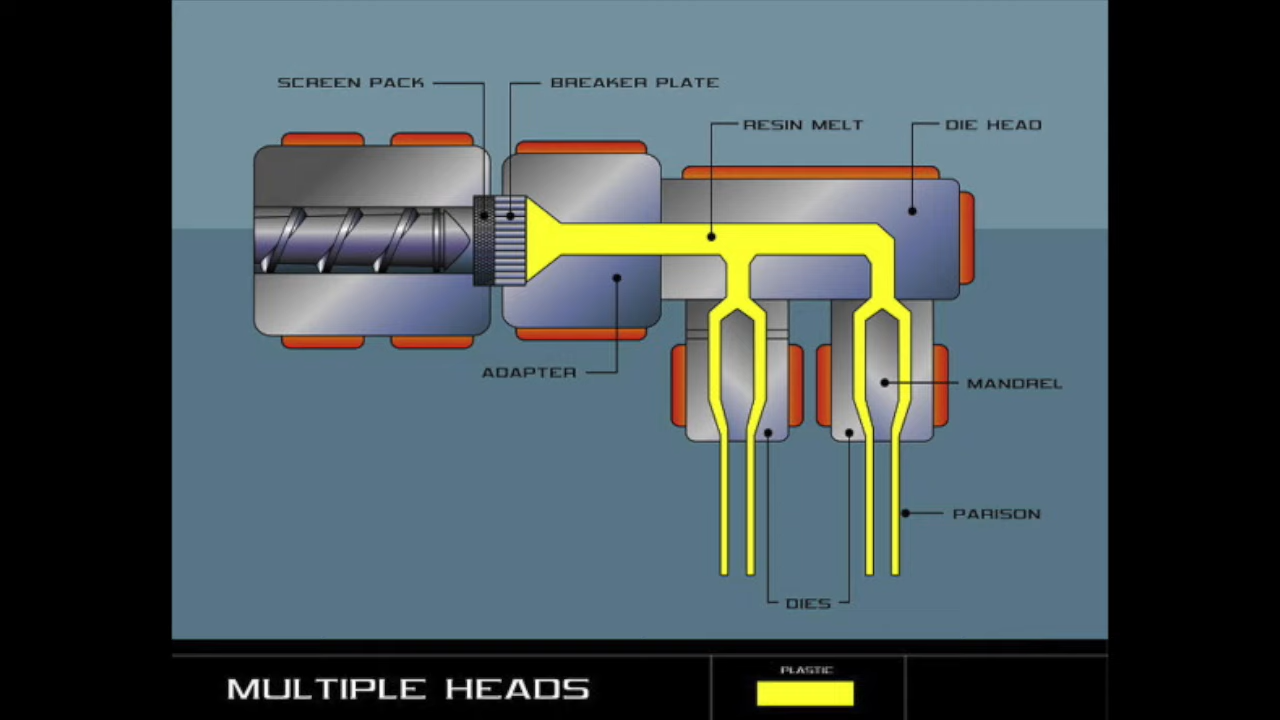 SCREEN PACK
BREAKER PLATE
RESIN MELT
DIE HEAD
ADAPTER
MANDREL
PARISON
DIES
MULTIPLE HEADS
PLASTIC